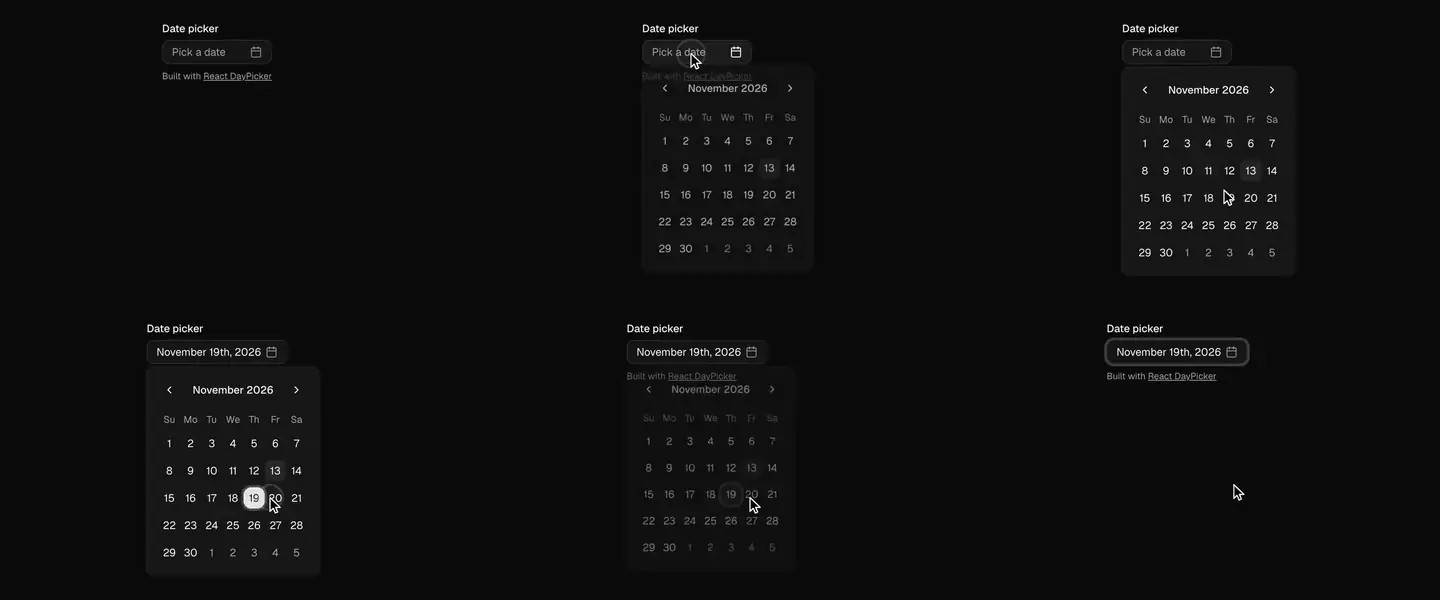 Date picker
Pick a date
Built with React DayPicker
Date picker
Pick a date
Built with React DayPicker
November 2026
Su Mo Tu We Th Fr Sa
1 2 3 4 5 6 7
8 9 10 11 12 13 14
15 16 17 18 19 20 21
22 23 24 25 26 27 28
29 30 1 2 3 4 5
Date picker
Pick a date
November 2026
Su Mo Tu We Th Fr Sa
1 2 3 4 5 6 7
8 9 10 11 12 13 14
15 16 17 18 20 21
22 23 24 25 26 27 28
29 30 1 2 3 4 5
Date picker
November 19th, 2026
November 2026
Su Mo Tu We Th Fr Sa
1 2 3 4 5 6 7
8 9 10 11 12 13 14
15 16 17 18 19 20 21
22 23 24 25 26 27 28
29 30 1 2 3 4 5
Date picker
November 19th, 2026
Built with React DayPicker
November 2026
Su Mo Tu We Th Fr Sa
1 2 3 4 5 6 7
8 9 10 11 12 13 14
15 16 17 18 19 20 21
22 23 24 25 26 27 28
29 30 1 2 3 4 5
Date picker
November 19th, 2026
Built with React DayPicker